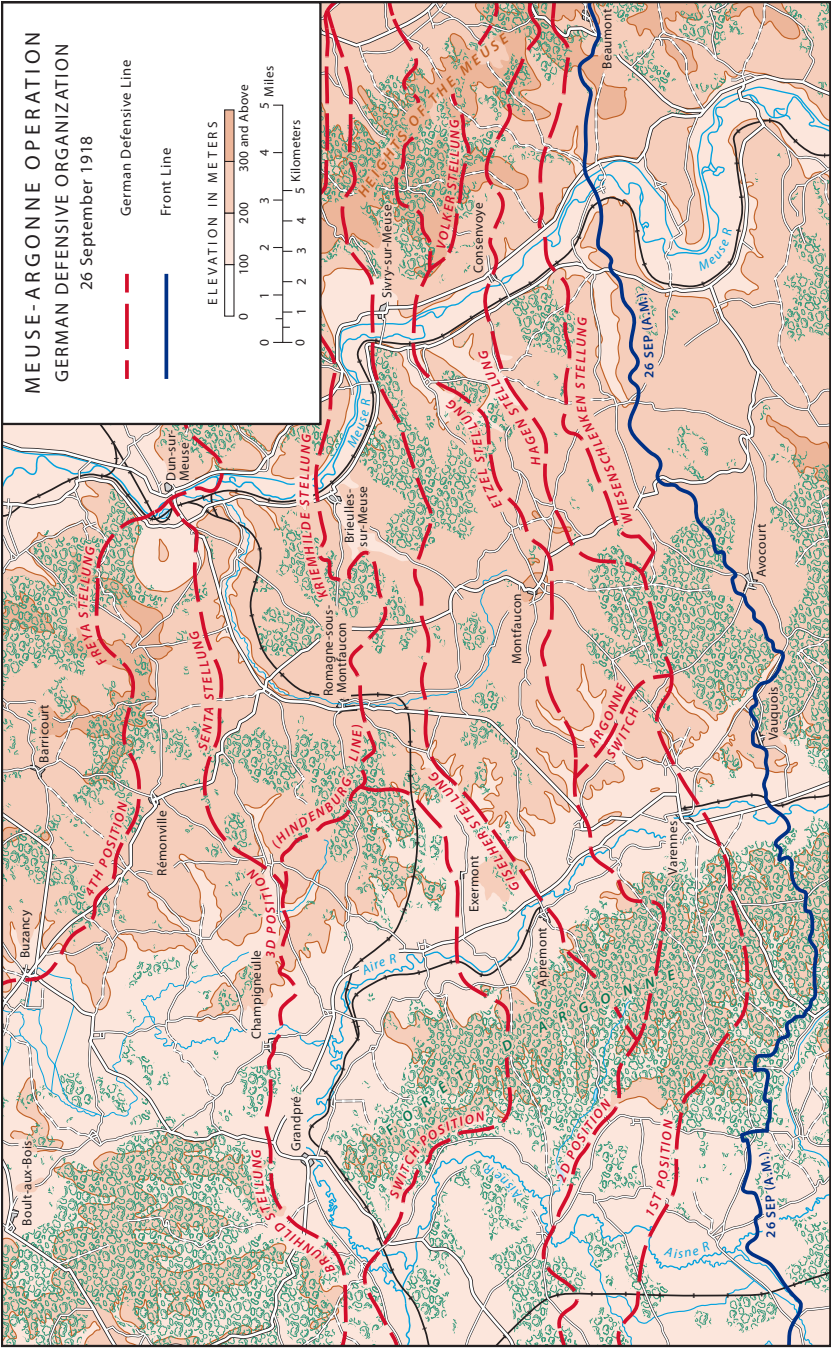 MEUSE-ARGONNE OPERATION
GERMAN DEFENSIVE ORGANIZATION
26 September 1918
German Defensive Line
Front Line
ELEVATION IN METERS
0 100 200 300 and Above
0 1 2 3 4 5 Miles
0 1 2 3 4 5 Kilometers
Boult-aux-Bois
Buzancy
Barricourt
4TH POSITION
FREYA STELLUNG
Dun-sur-
Meuse
Rémonville
SENTA STELLUNG
Champigneulle
3D POSITION
(HINDENBURG LINE)
KRIEMHILDE STELLUNG
Romagne-sous-
Montfaucon
Brieulles-
sur-Meuse
Meuse R
Sivry-sur-Meuse
HEIGHTS OF THE MEUSE
VOLKER STELLUNG
Consenvoye
Beaumont
BRUNHILD STELLUNG
Grandpré
Aire R
SWITCH POSITION
Exermont
GISELHER STELLUNG
Apremont
FORET D ARGONNE
Montfaucon
ETZEL STELLUNG
HAGEN STELLUNG
WIESENSCHLENKEN STELLUNG
Meuse R
26 SEP (A.M.)
ARGONNE
SWITCH
Varennes
Vauquois
Avocourt
L'Aisne R
2D POSITION
1ST POSITION
Aisne R
26 SEP (A.M.)